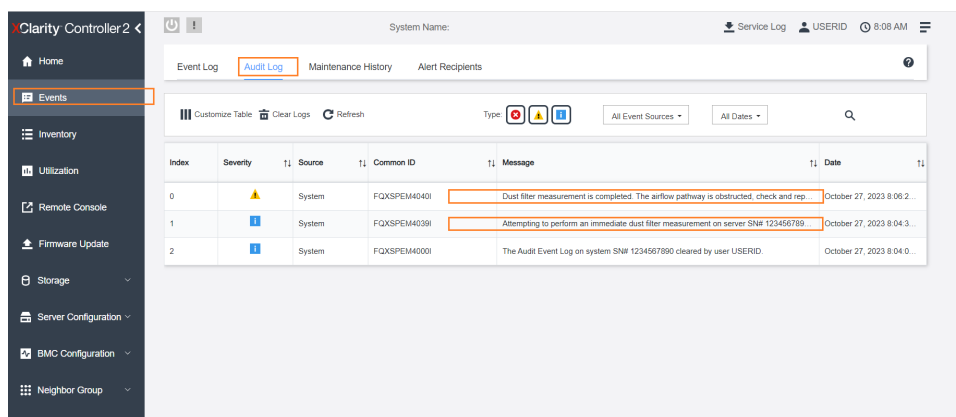 XClarity Controller 2
System Name:
Service Log
USERID
8:08 AM
Home
Events
Inventory
Utilization
Remote Console
Firmware Update
Storage
Server Configuration
BMC Configuration
Neighbor Group
Event Log Audit Log Maintenance History Alert Recipients
Customize Table Clear Logs Refresh Type: All Event Sources All Dates
Index Severity Source Common ID Message Date
0 System FQXSPEM4040I Dust filter measurement is completed. The airflow pathway is obstructed, check and rep... October 27, 2023 8:06:2...
1 System FQXSPEM4039I Attempting to perform an immediate dust filter measurement on server SN# 123456789... October 27, 2023 8:04:3...
2 System FQXSPEM4000I The Audit Event Log on system SN# 1234567890 cleared by user USERID. October 27, 2023 8:04:0...